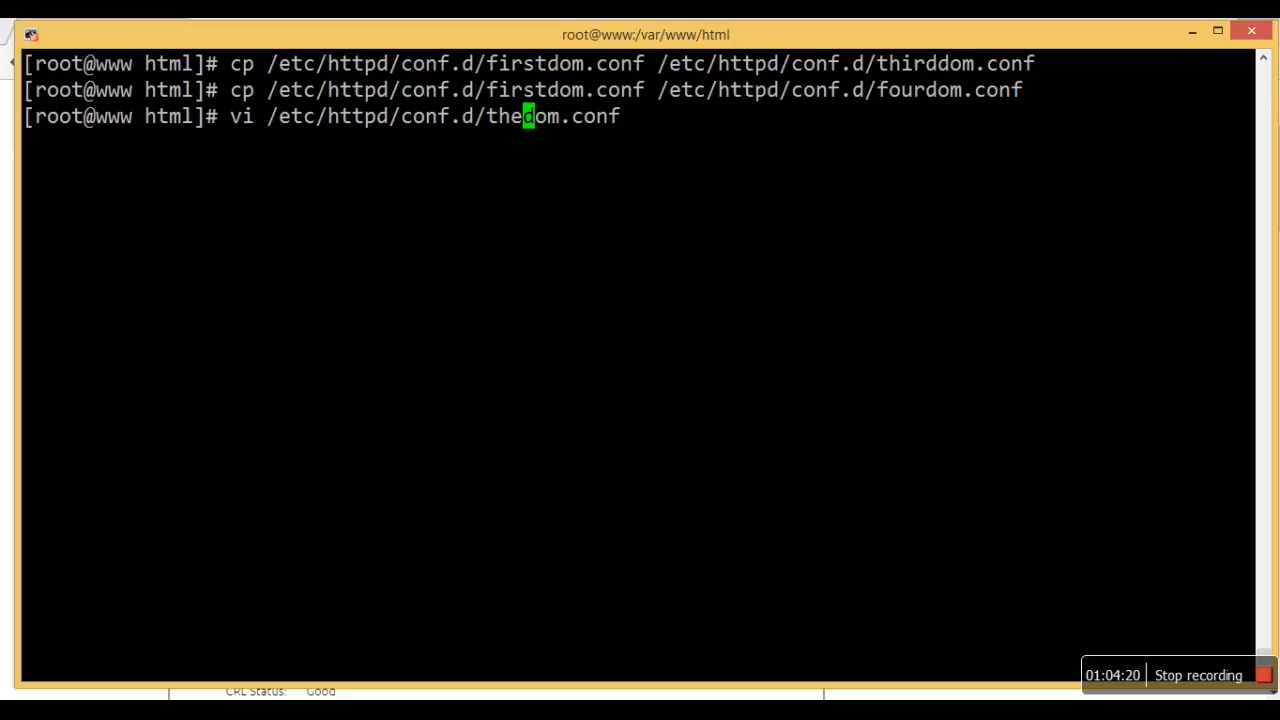 root@www:/var/www/html
[root@www html]# cp /etc/httpd/conf.d/firstdom.conf /etc/httpd/conf.d/thirddom.conf
[root@www html]# cp /etc/httpd/conf.d/firstdom.conf /etc/httpd/conf.d/fourdom.conf
[root@www html]# vi /etc/httpd/conf.d/thedom.conf
01:04:20 Stop recording
CRL Status: Good